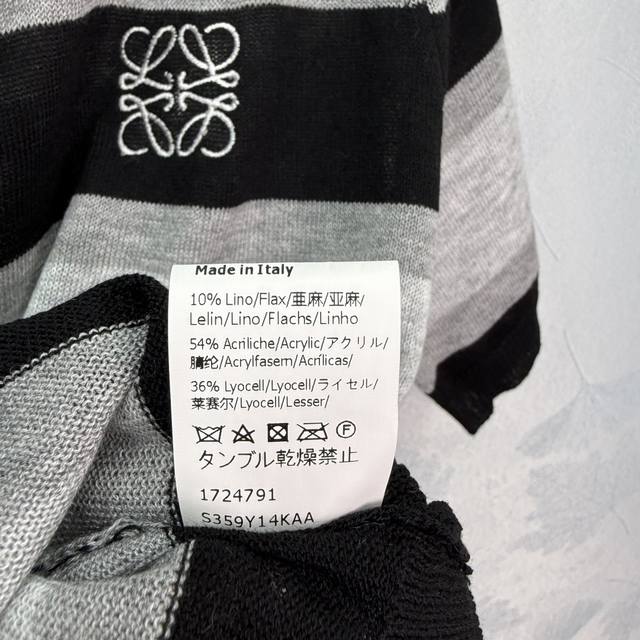 Made in Italy
10% Lino/Flax/亜麻/亚麻/
Lelin/Lino/Flachs/Linho
54% Acriliche/Acrylic/アクリル/
腈纶/Acrylfasern/Acrílicas/
36% Lyocell/Lyocell/ライセル/
莱赛尔/Lyocell/Lesser/
タンブル乾燥禁止
1724791
S359Y14KAA